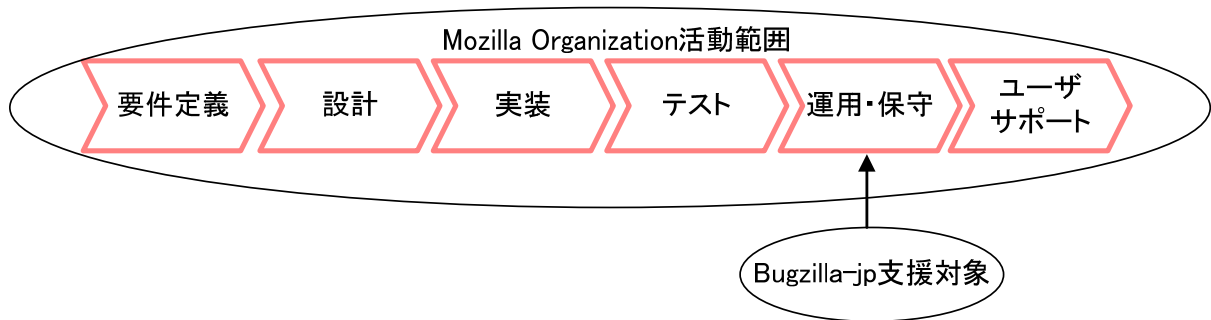 Mozilla Organization活動範囲
要件定義
設計
実装
テスト
運用・保守
ユーザ
サポート
Bugzilla-jp支援対象